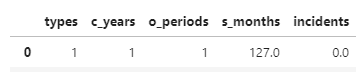 types c_years o_periods s_months incidents
0 1 1 1 127.0 0.0